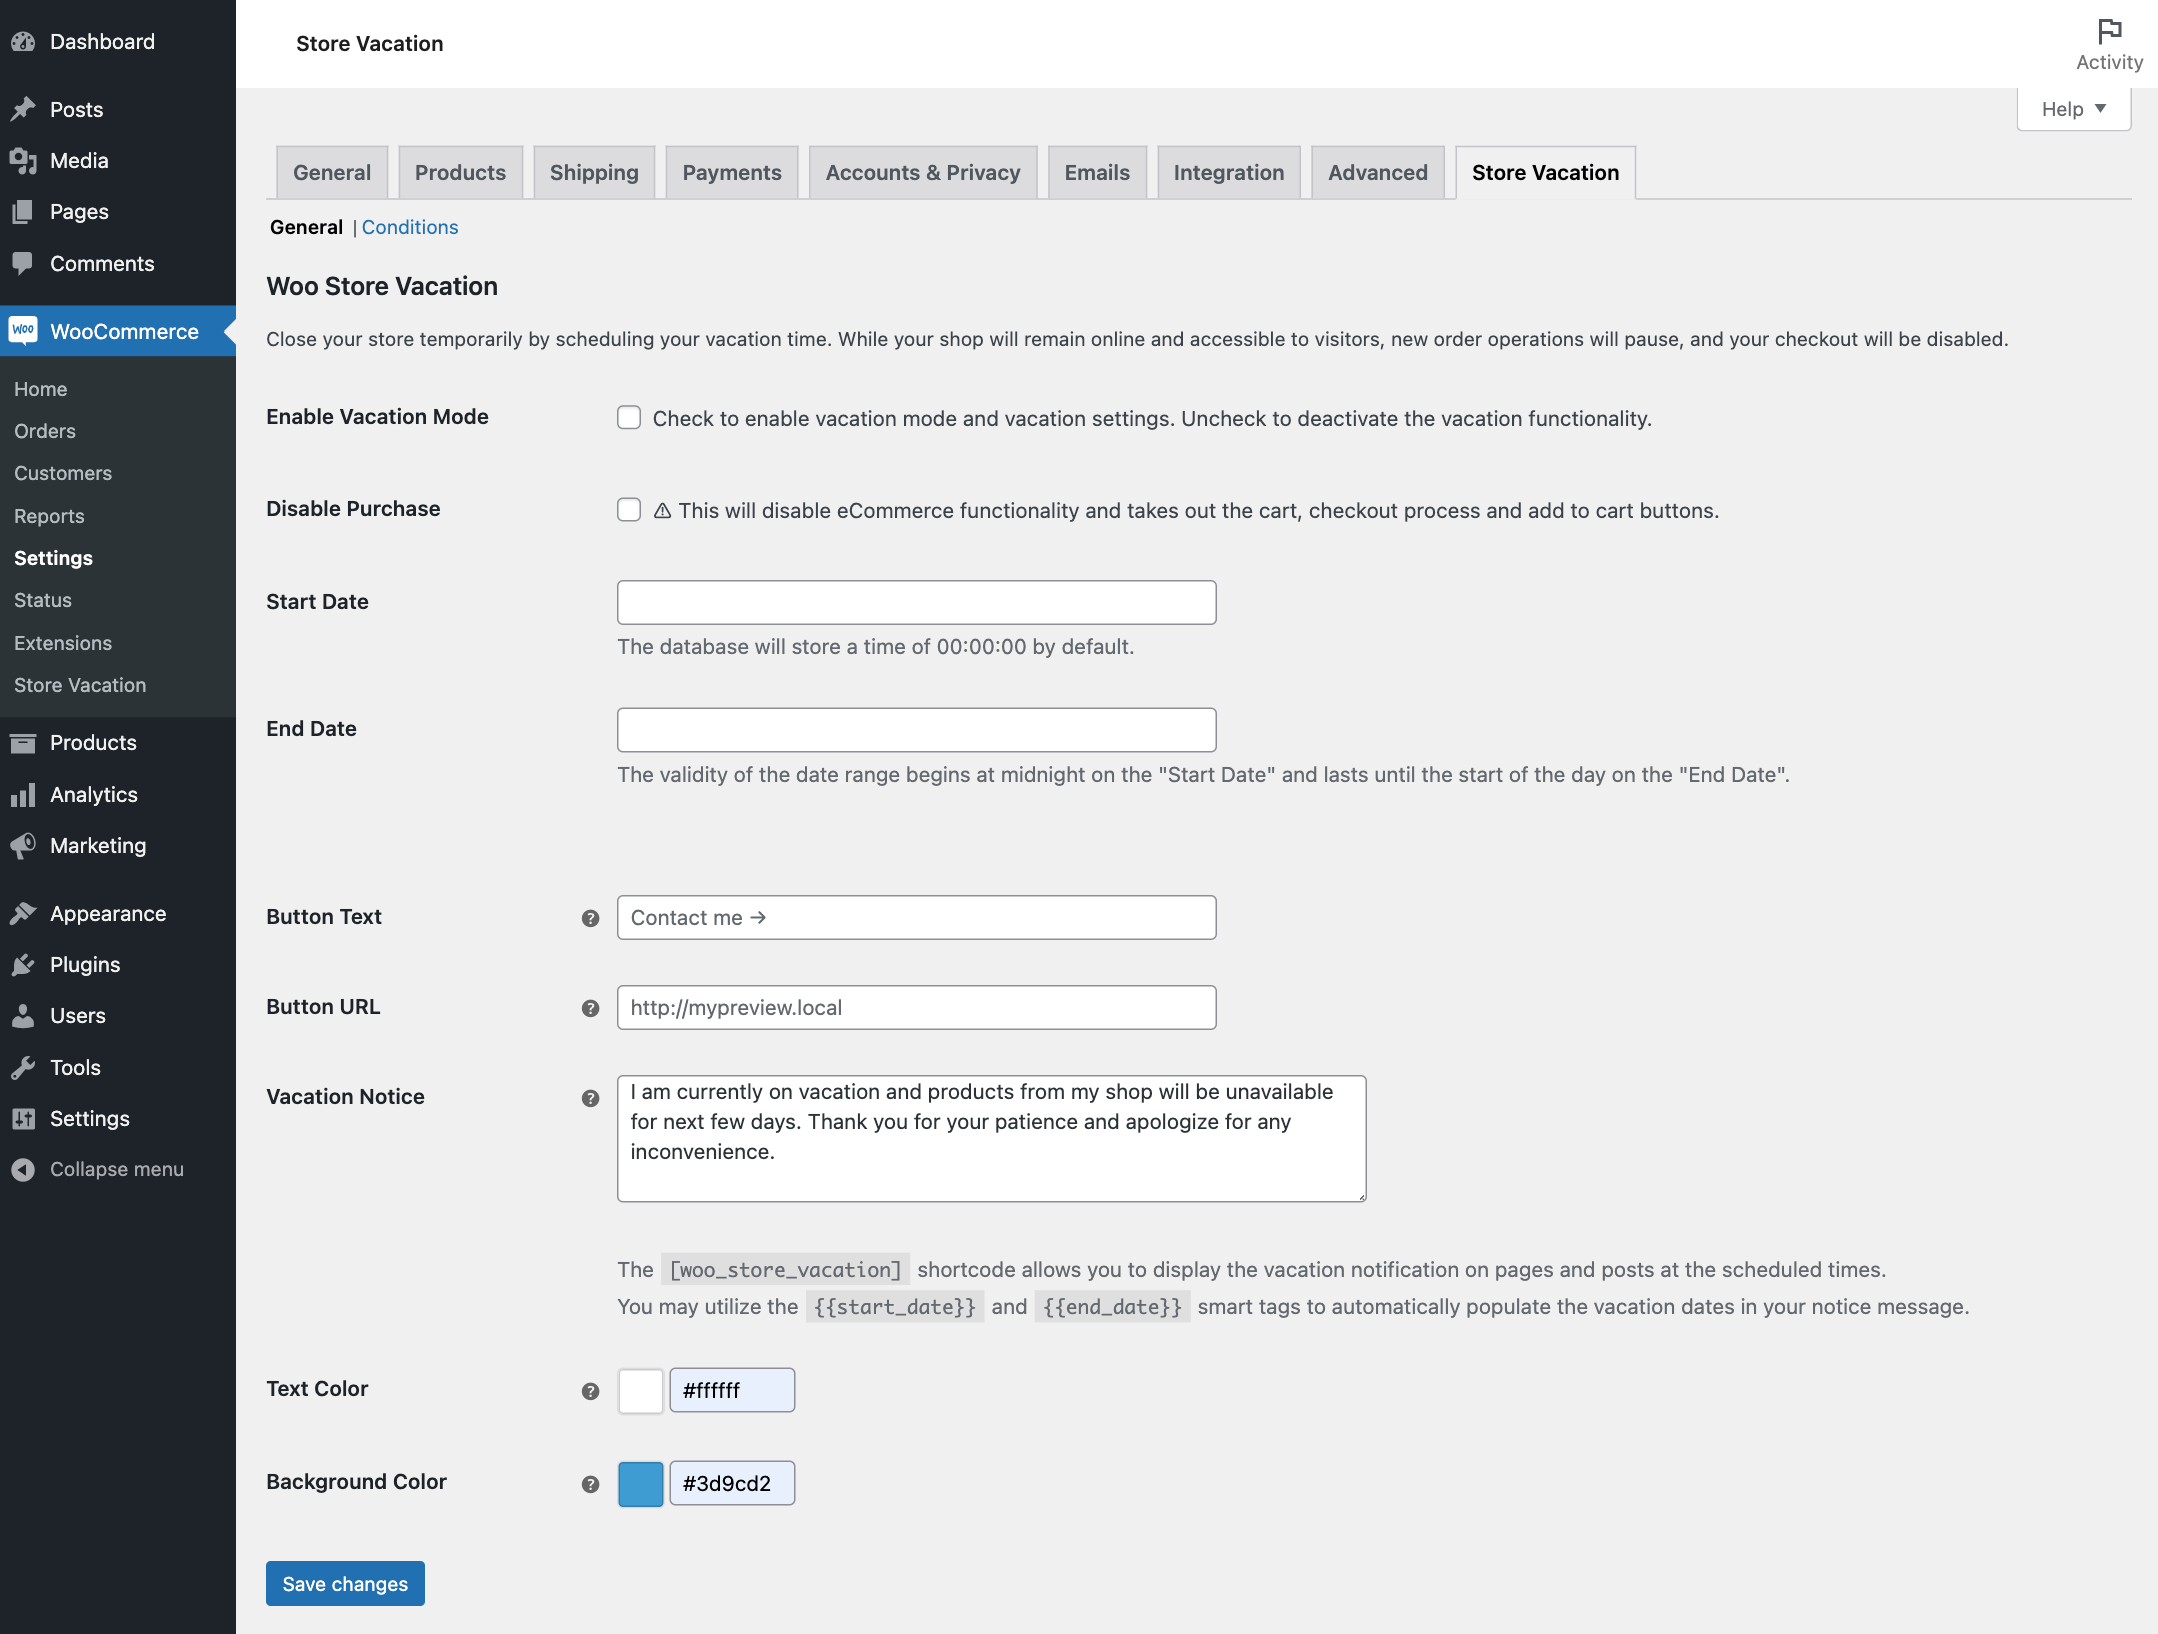 Dashboard
Posts
Media
Pages
Comments
Woo
WooCommerce
Home
Orders
Customers
Reports
Settings
Status
Extensions
Store Vacation
Products
Analytics
Marketing
Appearance
Plugins
Users
Tools
Settings
Collapse menu
Store Vacation
Activity
Help ▼
General
Products
Shipping
Payments
Accounts & Privacy
Emails
Integration
Advanced
Store Vacation
General | Conditions
Woo Store Vacation
Close your store temporarily by scheduling your vacation time. While your shop will remain online and accessible to visitors, new order operations will pause, and your checkout will be disabled.
Enable Vacation Mode
Check to enable vacation mode and vacation settings. Uncheck to deactivate the vacation functionality.
Disable Purchase
⚠ This will disable eCommerce functionality and takes out the cart, checkout process and add to cart buttons.
Start Date
The database will store a time of 00:00:00 by default.
End Date
The validity of the date range begins at midnight on the "Start Date" and lasts until the start of the day on the "End Date".
Button Text
?
Contact me →
Button URL
?
http://mypreview.local
Vacation Notice
?
I am currently on vacation and products from my shop will be unavailable
for next few days. Thank you for your patience and apologize for any
inconvenience.
The [woo_store_vacation] shortcode allows you to display the vacation notification on pages and posts at the scheduled times.
You may utilize the {{start_date}} and {{end_date}} smart tags to automatically populate the vacation dates in your notice message.
Text Color
?
#ffffff
Background Color
?
#3d9cd2
Save changes